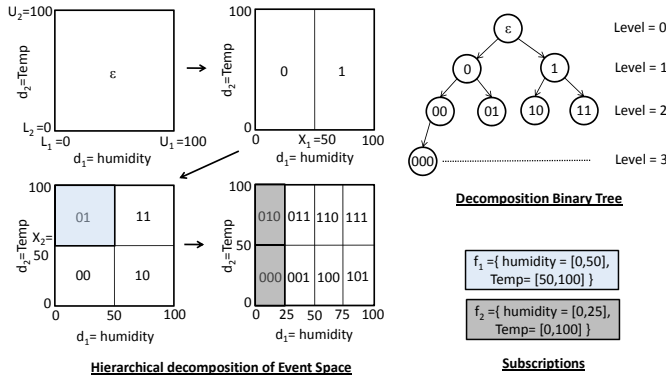 U2=100
d2=Temp
ε
L2=0
L1=0
U1=100
d1= humidity
100
d2=Temp
0
1
0
0
X1=50
100
d1= humidity
100
d2=Temp
X2=
50
01
11
00
10
0
0
50
100
d1= humidity
100
d2=Temp
50
010
011
110
111
000
001
100
101
0
0
25
50
75
100
d1= humidity
Hierarchical decomposition of Event Space
ε
Level = 0
0
1
Level = 1
00
01
10
11
Level = 2
000
Level = 3
Decomposition Binary Tree
f1 ={ humidity = [0,50],
Temp= [50,100] }
f2 ={ humidity = [0,25],
Temp= [0,100] }
Subscriptions